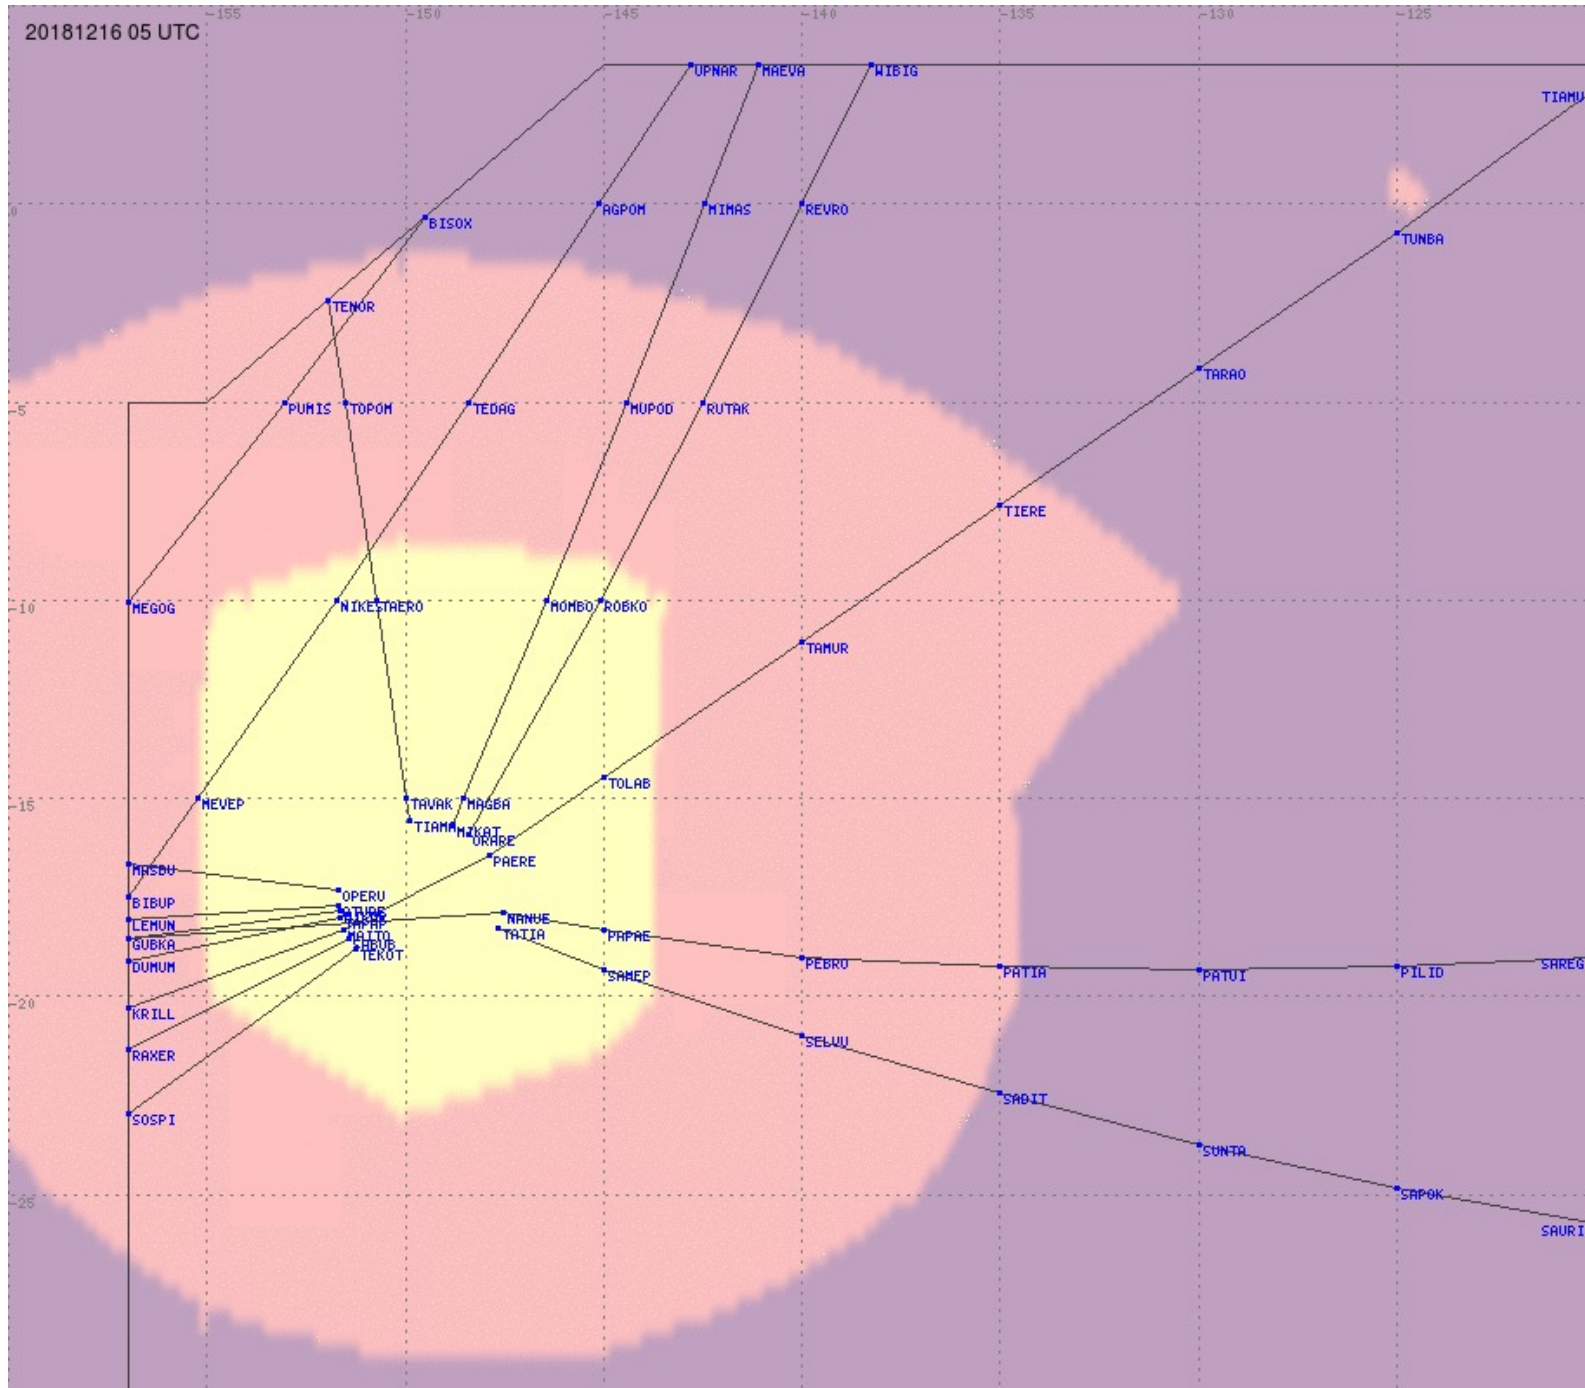 -155 -150 -145 -140 -135 -130 -125
20181216 05 UTC
UPNAR MAEVA WIBIG
TIAMU
0
AGPOM MIMAS REVRO
BISOX
TUNBA
TENOR
TARAO
-5
PUMIS TOPOM TEDAG MUPOD RUTAK
TIERE
-10
MEGOG NIKES TAERO MOMBO ROBKO
TAMUR
TOLAB
-15
MEVEP TAVAK MAGBA
TIAMA MIKAT
ORARE
PAERE
MASBU
OPERU
BIBUP
LEMUN NANUE
TATIA PAPAE
MAITO
GUBKA
TEKOT
DUMUM PEBRO SAREG
PATIA PATUI PILID
SAMEP
-20
KRILL
SELVU
RAXER
SADIT
SOSPI
SUNTA
-25
SAPOK
SAURI